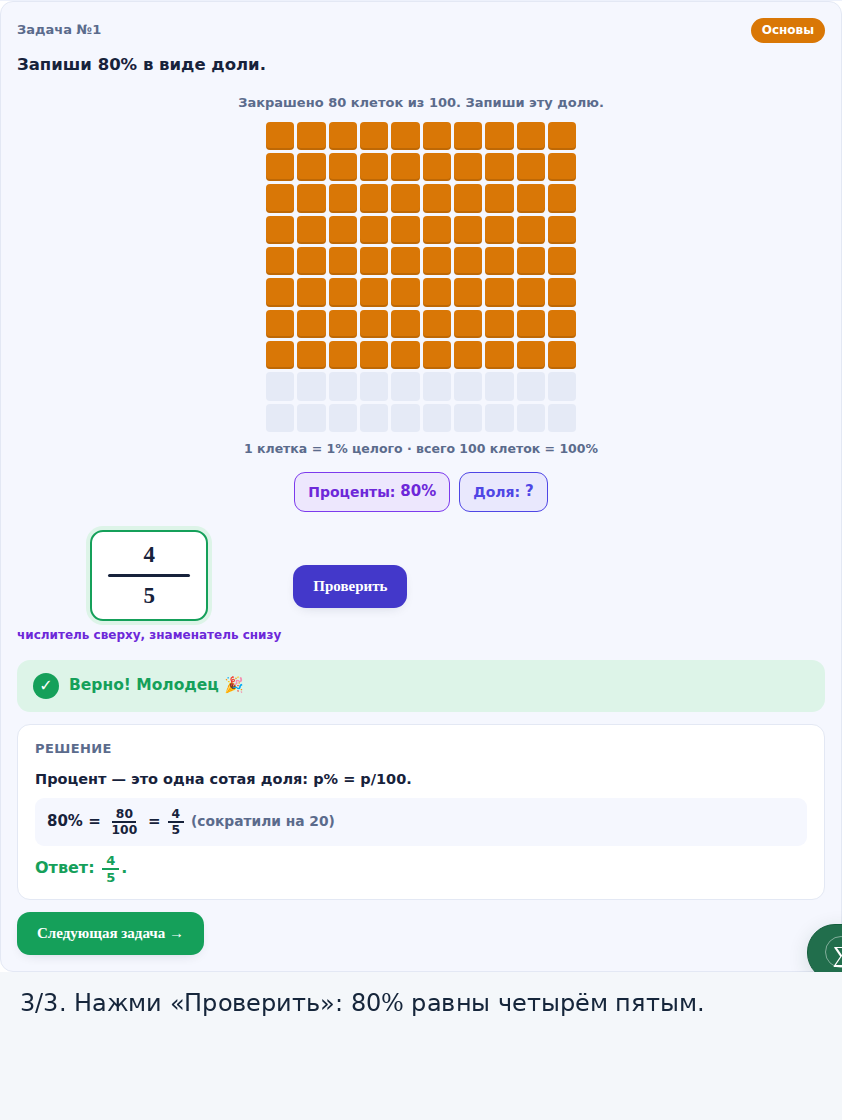 Задача №1
Основы
Запиши 80% в виде доли.
Закрашено 80 клеток из 100. Запиши эту долю.
1 клетка = 1% целого · всего 100 клеток = 100%
Проценты: 80%
Доля: ?
4
5
Проверить
числитель сверху, знаменатель снизу
✓ Верно! Молодец 🎉
РЕШЕНИЕ
Процент — это одна сотая доля: p% = p/100.
80% = 80/100 = 4/5 (сократили на 20)
Ответ: 4/5.
Следующая задача →
3/3. Нажми «Проверить»: 80% равны четырём пятым.